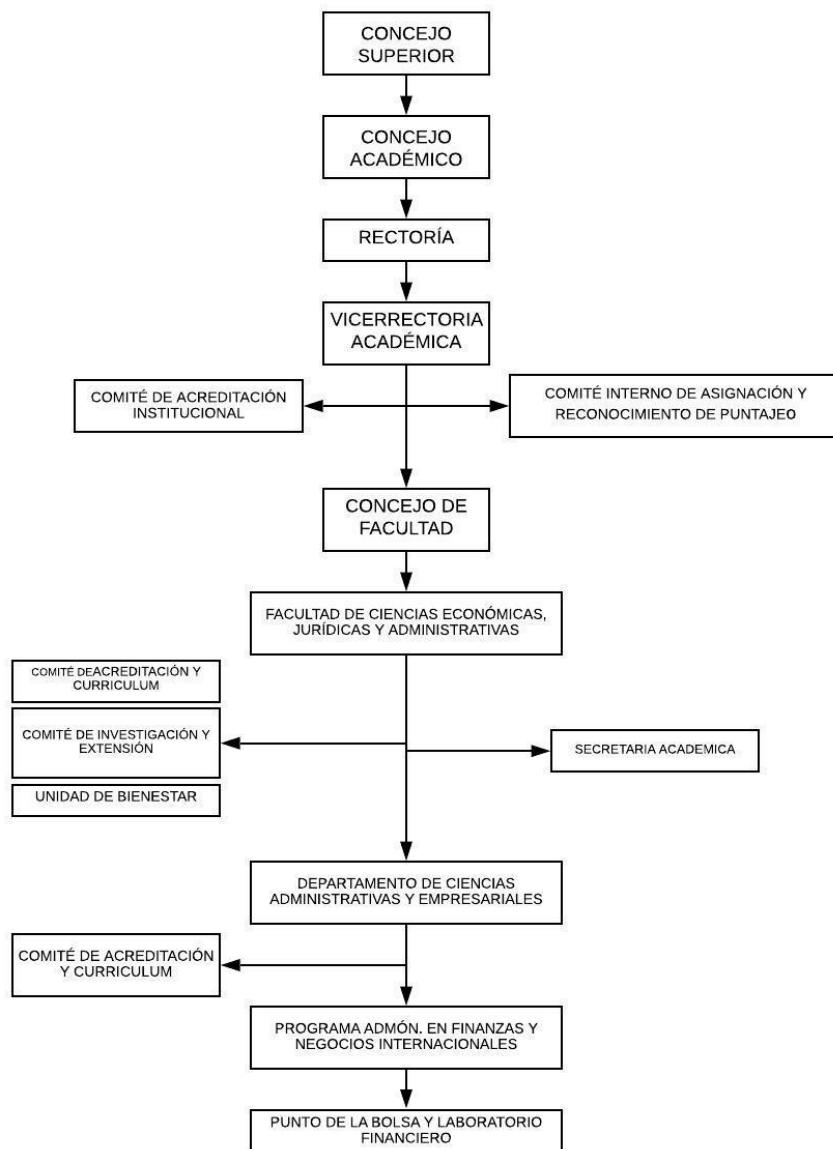 CONCEJO
SUPERIOR
CONCEJO
ACADÉMICO
RECTORÍA
VICERRECTORIA
ACADÉMICA
COMITÉ DE ACREDITACIÓN
INSTITUCIONAL
COMITÉ INTERNO DE ASIGNACIÓN Y
RECONOCIMIENTO DE PUNTAJEO
CONCEJO DE
FACULTAD
FACULTAD DE CIENCIAS ECONÓMICAS,
JURÍDICAS Y ADMINISTRATIVAS
COMITÉ DEACREDITACIÓN Y
CURRICULUM
COMITÉ DE INVESTIGACIÓN Y
EXTENSIÓN
UNIDAD DE BIENESTAR
SECRETARIA ACADEMICA
DEPARTAMENTO DE CIENCIAS
ADMINISTRATIVAS Y EMPRESARIALES
COMITÉ DE ACREDITACIÓN
Y CURRICULUM
PROGRAMA ADMÓN. EN FINANZAS Y
NEGOCIOS INTERNACIONALES
PUNTO DE LA BOLSA Y LABORATORIO
FINANCIERO